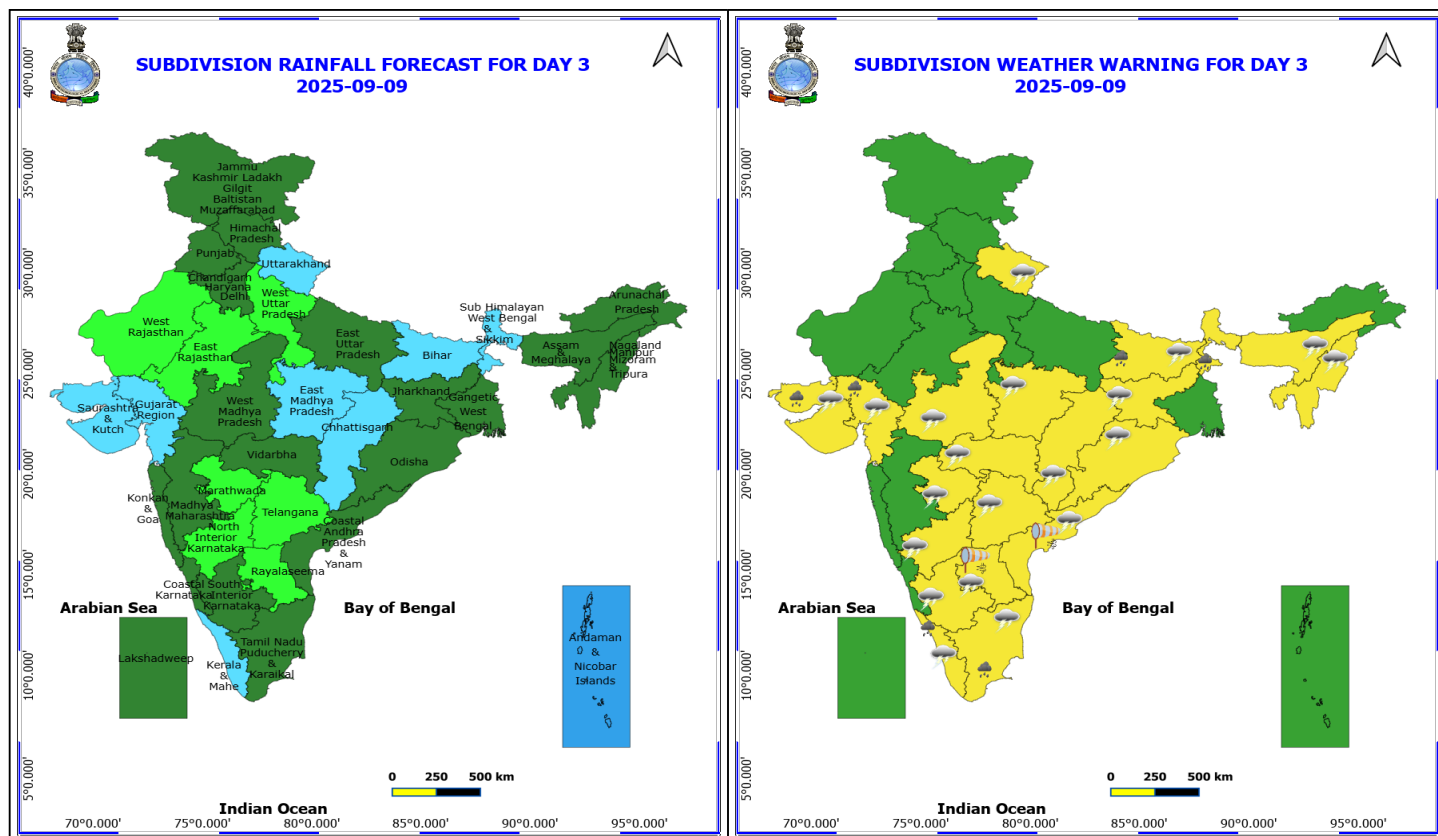 SUBDIVISION RAINFALL FORECAST FOR DAY 3
2025-09-09
40°0.000'
35°0.000'
30°0.000'
25°0.000'
20°0.000'
15°0.000'
10°0.000'
5°0.000'
Jammu
Kashmir Ladakh
Gilgit
Baltistan
Muzaffarabad
Himachal
Pradesh
Punjab
Uttarakhand
Chandigarh
Haryana
Delhi
West
Uttar
Pradesh
West
Rajasthan
East
Rajasthan
East
Uttar
Pradesh
Sub Himalayan
West Bengal
&
Sikkim
Bihar
Arunachal
Pradesh
Assam
&
Meghalaya
Nagaland
Manipur
Mizoram
&
Tripura
Saurashtra
&
Kutch
Gujarat
Region
West
Madhya
Pradesh
East
Madhya
Pradesh
Jharkhand
Gangetic
West
Bengal
Chhattisgarh
Vidarbha
Odisha
Konkan
&
Goa
Madhya
Maharashtra
Marathwada
North
Interior
Karnataka
Telangana
Coastal
Andhra
Pradesh
&
Yanam
Rayalaseema
Coastal
Karnataka
South
Interior
Karnataka
Arabian Sea
Bay of Bengal
Lakshadweep
Kerala
&
Mahe
Tamil Nadu
Puducherry
&
Karaikal
Andaman
&
Nicobar
Islands
0 250 500 km
Indian Ocean
70°0.000' 75°0.000' 80°0.000' 85°0.000' 90°0.000' 95°0.000'
SUBDIVISION WEATHER WARNING FOR DAY 3
2025-09-09
40°0.000'
35°0.000'
30°0.000'
25°0.000'
20°0.000'
15°0.000'
10°0.000'
5°0.000'
Arabian Sea
Bay of Bengal
0 250 500 km
Indian Ocean
70°0.000' 75°0.000' 80°0.000' 85°0.000' 90°0.000' 95°0.000'